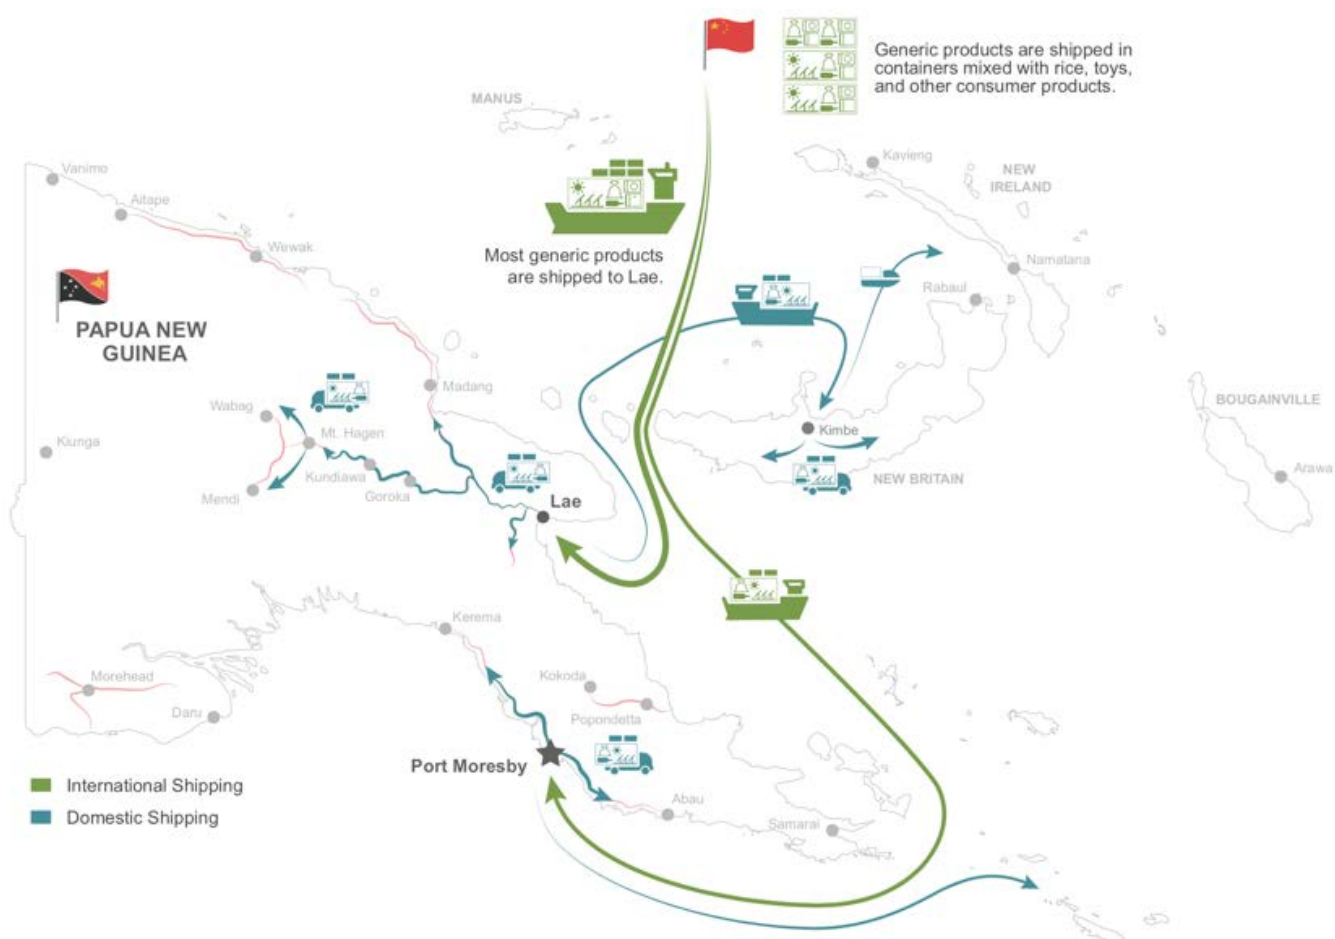 Generic products are shipped in
containers mixed with rice, toys,
and other consumer products.
MANUS
Kavieng
NEW
IRELAND
Vanimo
Aitape
Wewak
Most generic products
are shipped to Lae.
Namatana
Rabaul
PAPUA NEW
GUINEA
Madang
BOUGAINVILLE
Wabag
Mt. Hagen
Kimbe
Kiunga
Kundiawa
Goroka
Mendi
NEW BRITAIN
Arawa
Lae
Kerema
Kokoda
Morehead
Daru
Popondetta
Port Moresby
International Shipping
Abau
Domestic Shipping
Samarai